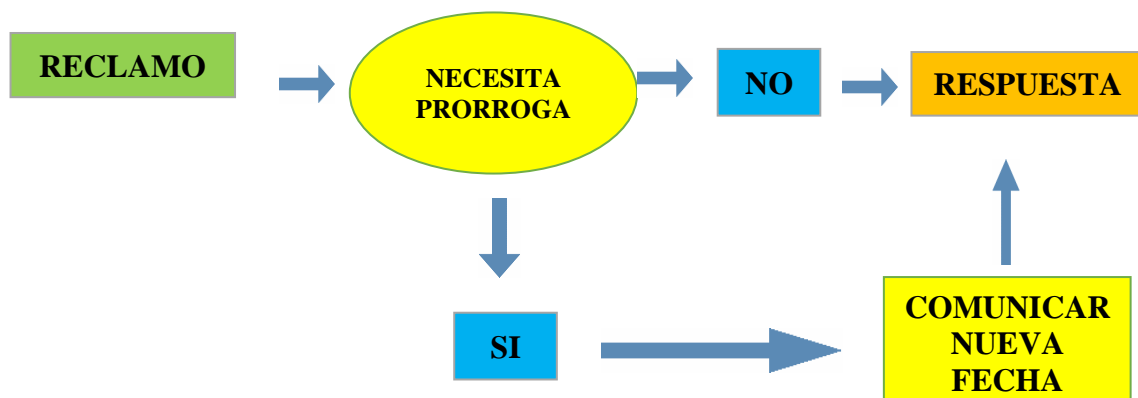 RECLAMO
NECESITA
PRORROGA
NO
RESPUESTA
SI
COMUNICAR
NUEVA
FECHA